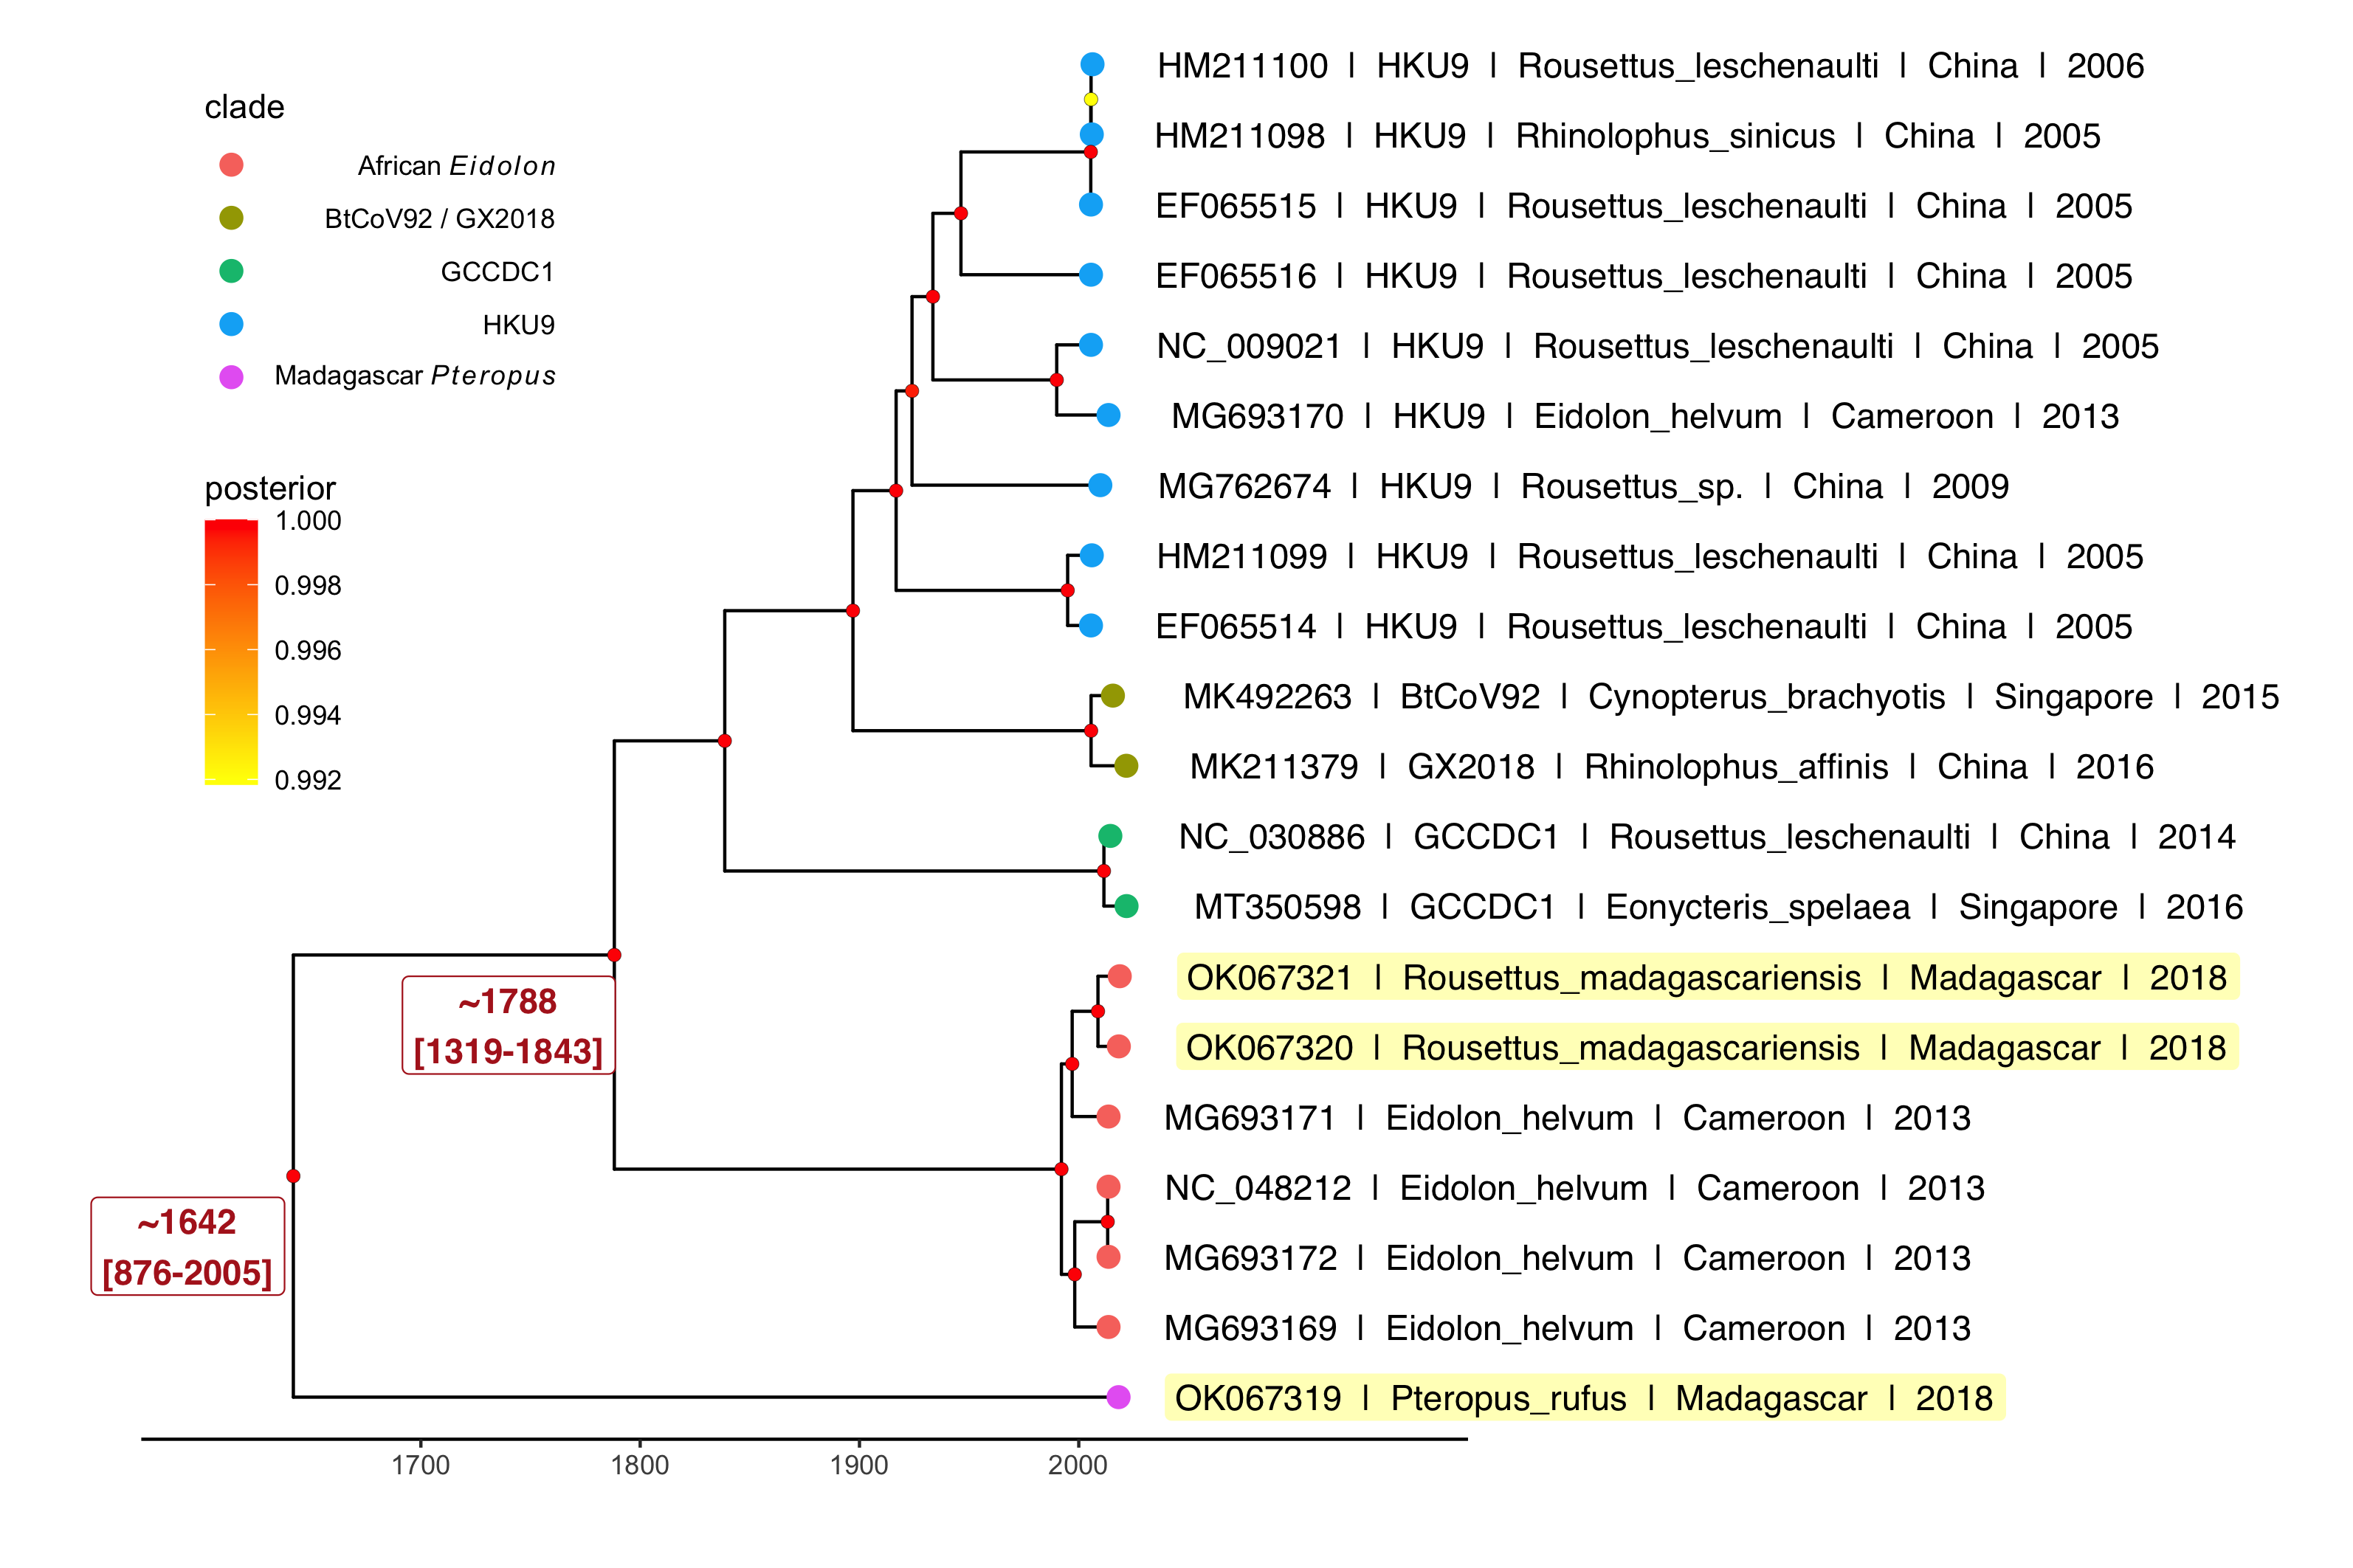 clade
African Eidolon
BtCoV92 / GX2018
GCCDC1
HKU9
Madagascar Pteropus
posterior
1.000
0.998
0.996
0.994
0.992
HM211100 | HKU9 | Rousettus_leschenaulti | China | 2006
HM211098 | HKU9 | Rhinolophus_sinicus | China | 2005
EF065515 | HKU9 | Rousettus_leschenaulti | China | 2005
EF065516 | HKU9 | Rousettus_leschenaulti | China | 2005
NC_009021 | HKU9 | Rousettus_leschenaulti | China | 2005
MG693170 | HKU9 | Eidolon_helvum | Cameroon | 2013
MG762674 | HKU9 | Rousettus_sp. | China | 2009
HM211099 | HKU9 | Rousettus_leschenaulti | China | 2005
EF065514 | HKU9 | Rousettus_leschenaulti | China | 2005
MK492263 | BtCoV92 | Cynopterus_brachyotis | Singapore | 2015
MK211379 | GX2018 | Rhinolophus_affinis | China | 2016
NC_030886 | GCCDC1 | Rousettus_leschenaulti | China | 2014
MT350598 | GCCDC1 | Eonycteris_spelaea | Singapore | 2016
OK067321 | Rousettus_madagascariensis | Madagascar | 2018
OK067320 | Rousettus_madagascariensis | Madagascar | 2018
MG693171 | Eidolon_helvum | Cameroon | 2013
NC_048212 | Eidolon_helvum | Cameroon | 2013
MG693172 | Eidolon_helvum | Cameroon | 2013
MG693169 | Eidolon_helvum | Cameroon | 2013
OK067319 | Pteropus_rufus | Madagascar | 2018
~1788
[1319-1843]
~1642
[876-2005]
1700 1800 1900 2000